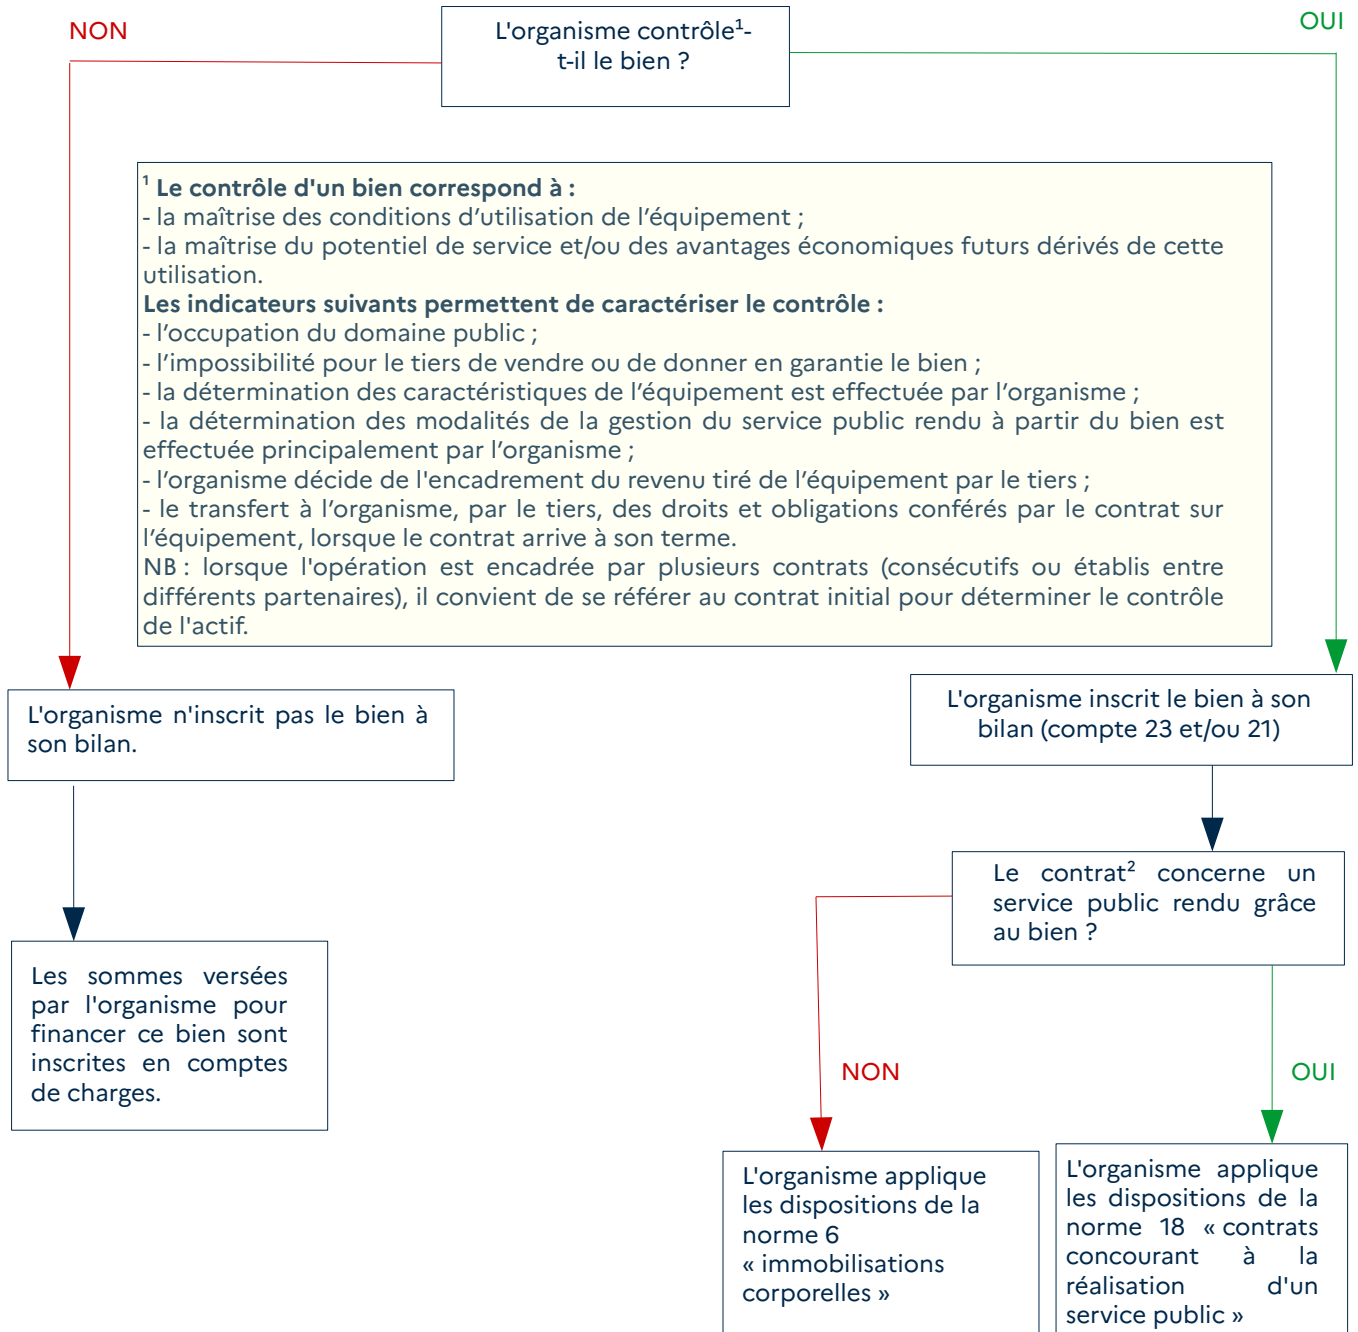 NON
L'organisme contrôle¹-
t-il le bien ?
OUI
¹ Le contrôle d'un bien correspond à :
- la maîtrise des conditions d’utilisation de l’équipement ;
- la maîtrise du potentiel de service et/ou des avantages économiques futurs dérivés de cette
utilisation.
Les indicateurs suivants permettent de caractériser le contrôle :
- l’occupation du domaine public ;
- l’impossibilité pour le tiers de vendre ou de donner en garantie le bien ;
- la détermination des caractéristiques de l’équipement est effectuée par l’organisme ;
- la détermination des modalités de la gestion du service public rendu à partir du bien est
effectuée principalement par l’organisme ;
- l’organisme décide de l'encadrement du revenu tiré de l’équipement par le tiers ;
- le transfert à l’organisme, par le tiers, des droits et obligations conférés par le contrat sur
l’équipement, lorsque le contrat arrive à son terme.
NB : lorsque l'opération est encadrée par plusieurs contrats (consécutifs ou établis entre
différents partenaires), il convient de se référer au contrat initial pour déterminer le contrôle
de l'actif.
L'organisme n'inscrit pas le bien à
son bilan.
L'organisme inscrit le bien à son
bilan (compte 23 et/ou 21)
Le contrat² concerne un
service public rendu grâce
au bien ?
Les sommes versées
par l'organisme pour
financer ce bien sont
inscrites en comptes
de charges.
NON
OUI
L'organisme applique
les dispositions de la
norme 6
« immobilisations
corporelles »
L'organisme applique
les dispositions de la
norme 18 « contrats
concourant à la
réalisation d'un
service public »